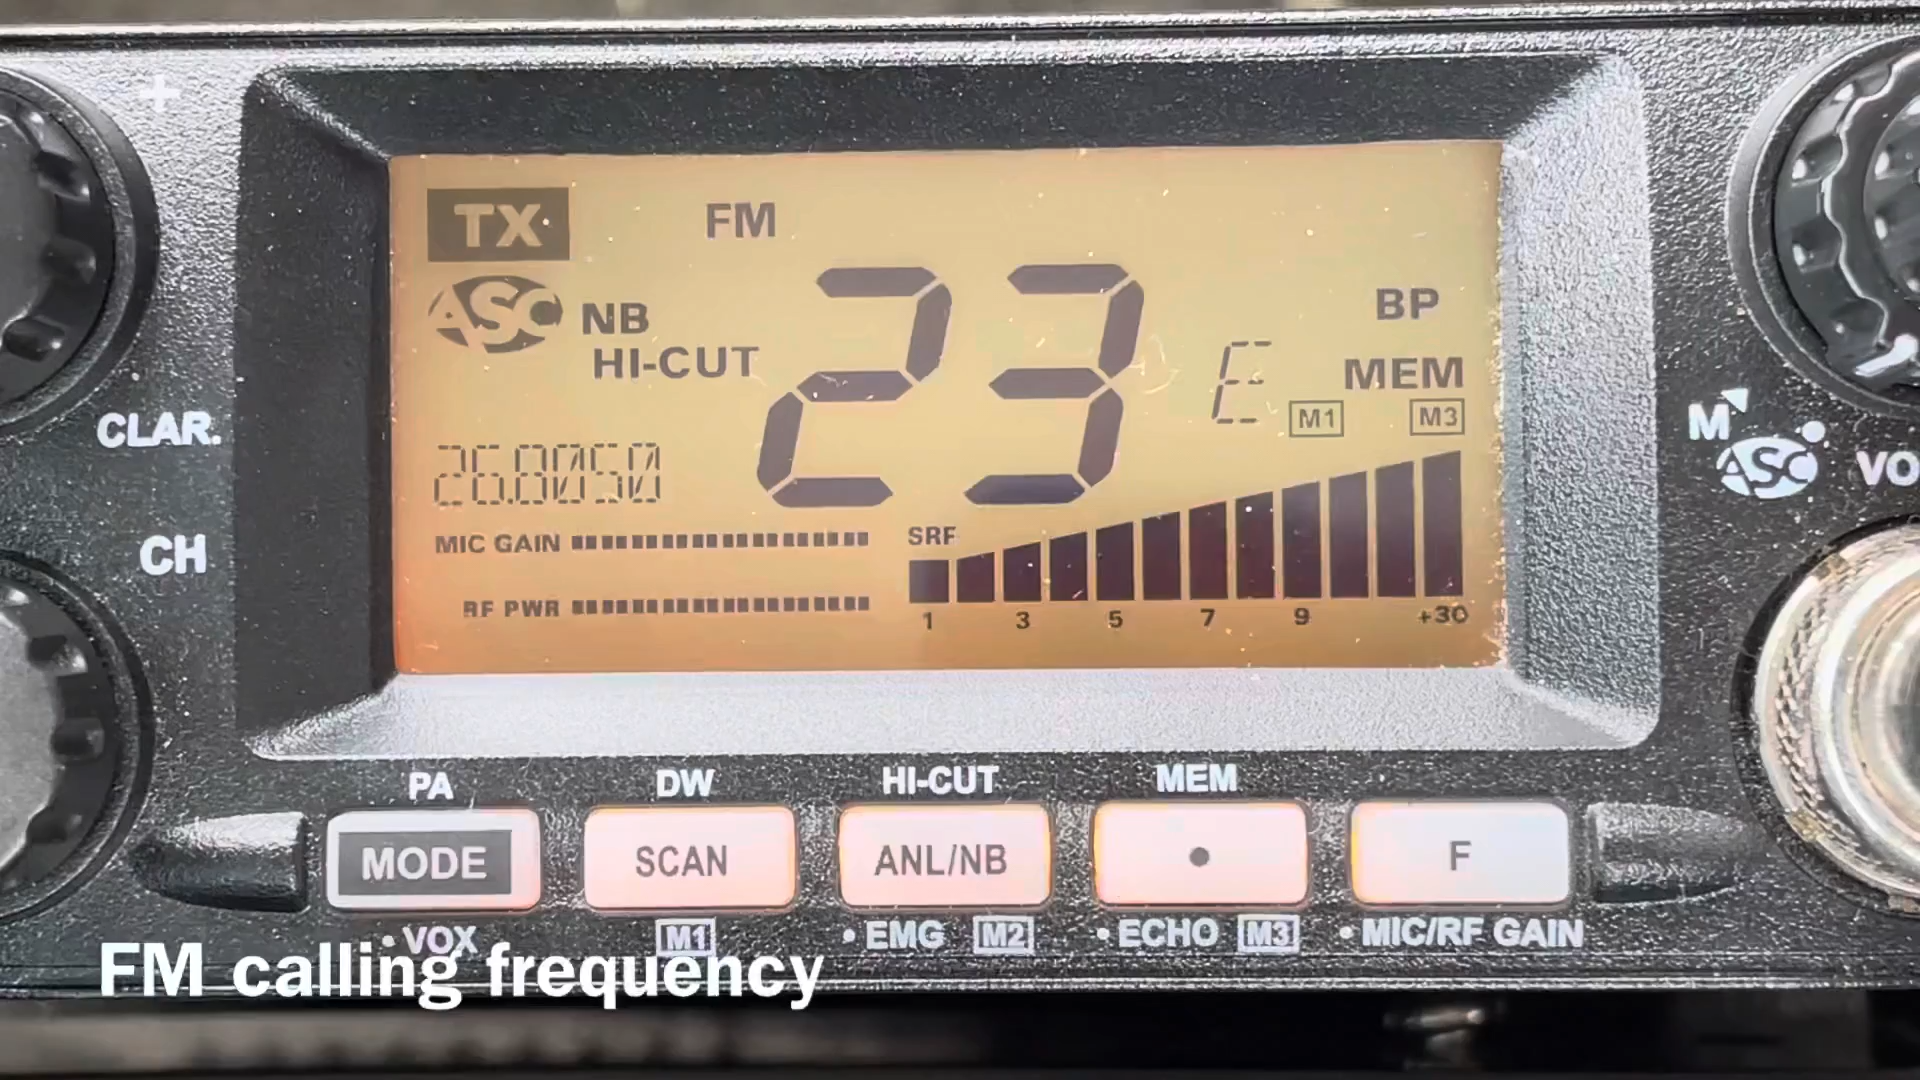 +
TX FM
ASC NB
HI-CUT
23
E
BP
MEM
M1 M3
26.8050
MIC GAIN
RF PWR
SRF
1 3 5 7 9 +30
CLAR.
CH
M
ASC
VO
PA DW HI-CUT MEM
MODE SCAN ANL/NB • F
• VOX M1 • EMG M2 • ECHO M3 • MIC/RF GAIN
FM calling frequency